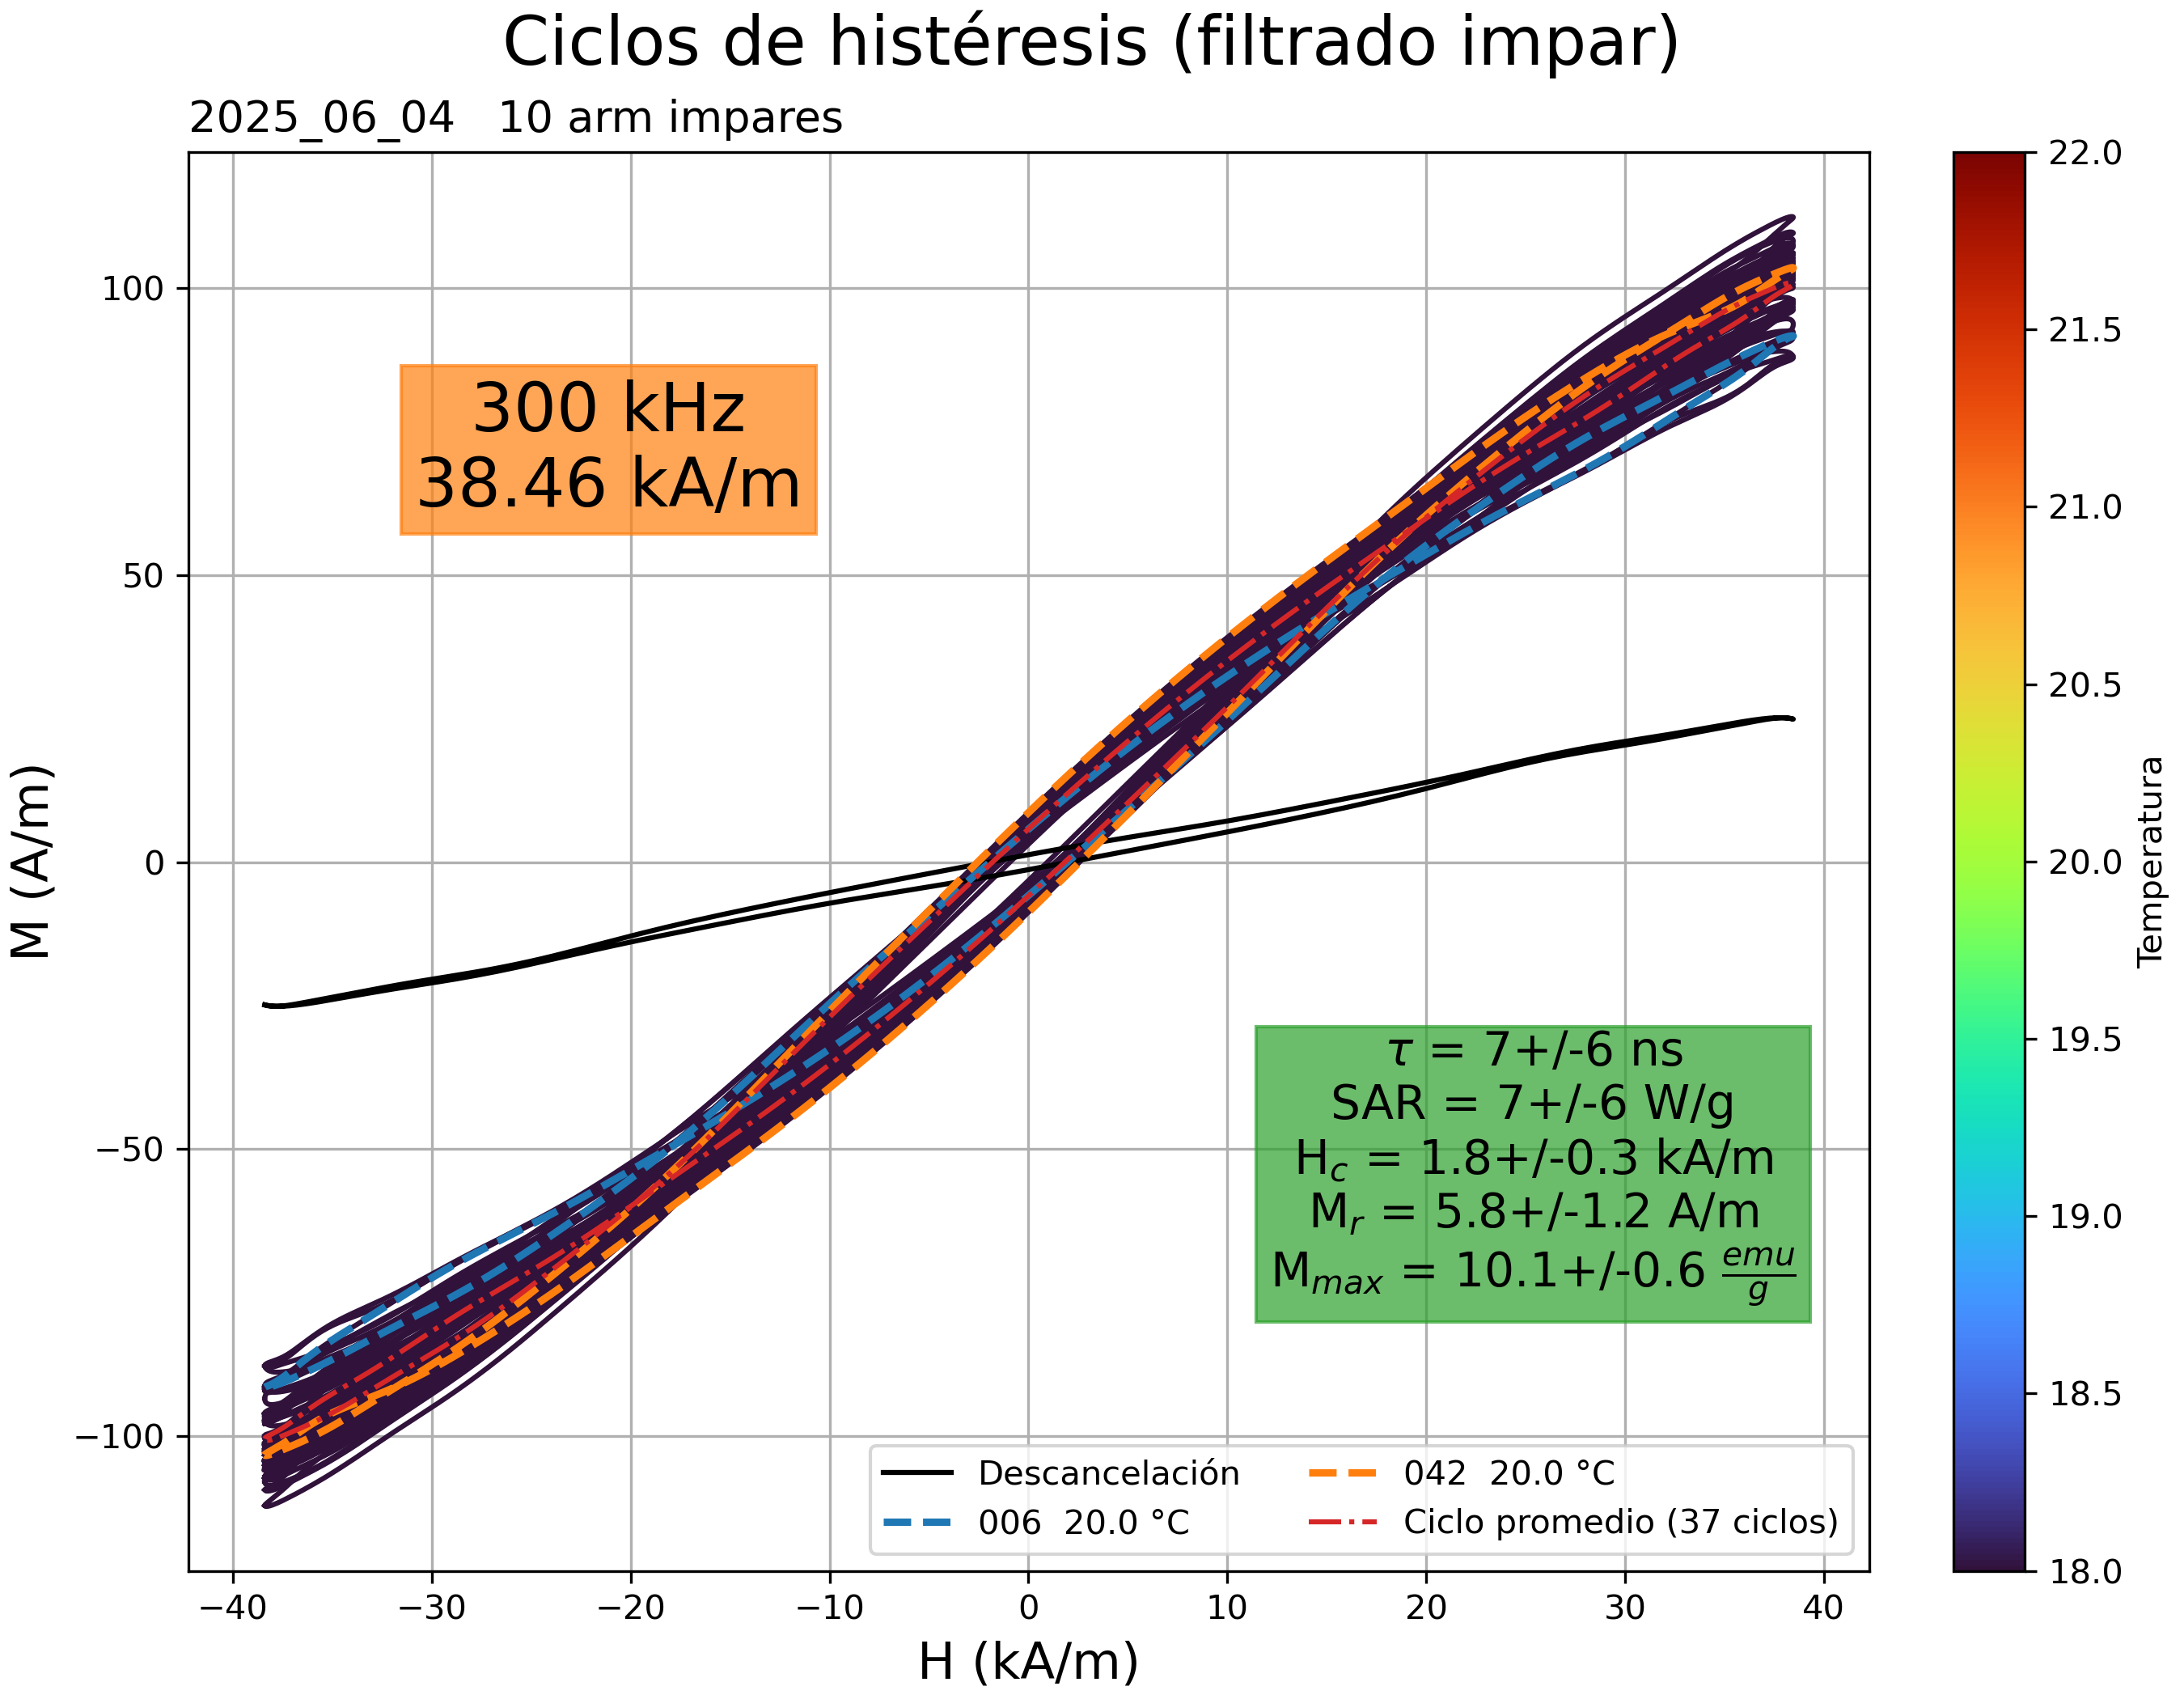 Ciclos de histéresis (filtrado impar)
2025_06_04   10 arm impares
300 kHz
38.46 kA/m
τ = 7+/-6 ns
SAR = 7+/-6 W/g
H_c = 1.8+/-0.3 kA/m
M_r = 5.8+/-1.2 A/m
M_max = 10.1+/-0.6 emu/g
M (A/m)
100
50
0
−50
−100
−40 −30 −20 −10 0 10 20 30 40
H (kA/m)
Descancelación
006  20.0 °C
042  20.0 °C
Ciclo promedio (37 ciclos)
22.0
21.5
21.0
20.5
20.0
19.5
19.0
18.5
18.0
Temperatura